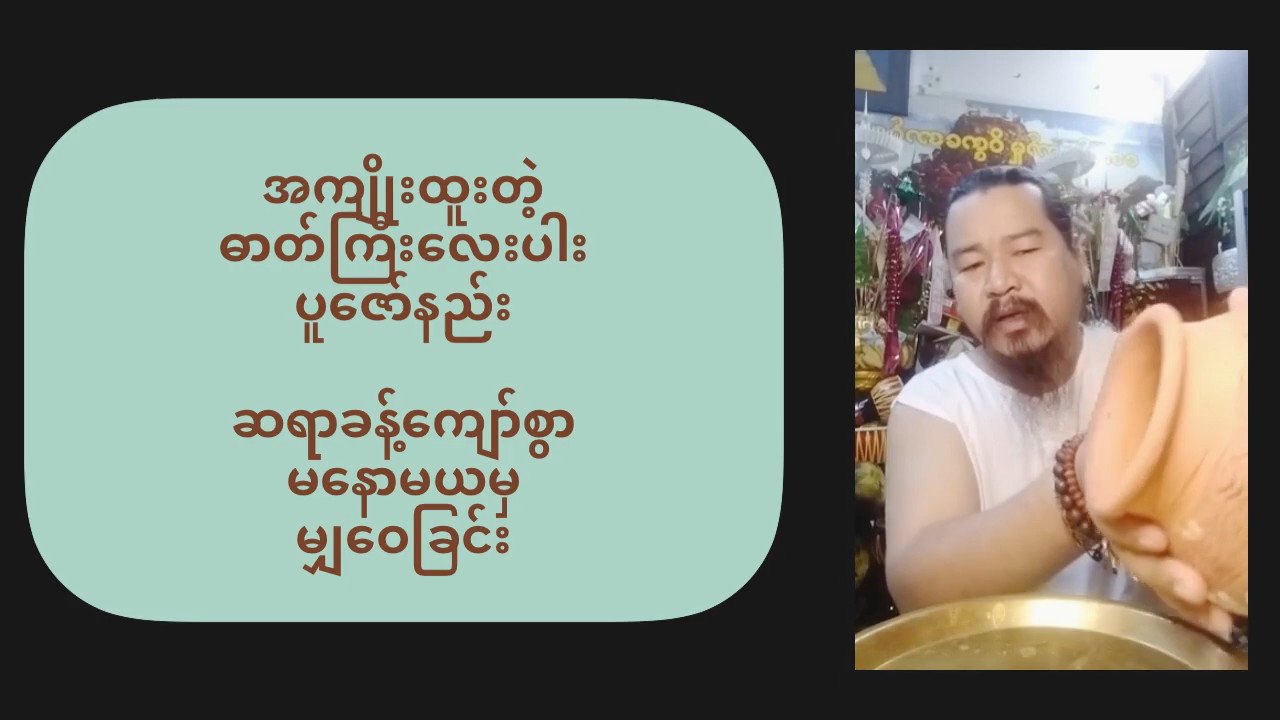 အကျိုးထူးတဲ့
ဓာတ်ကြီးလေးပါး
ပူဇော်နည်း
ဆရာခန့်ကျော်စွာ
မနောမယမှ
မျှဝေခြင်း